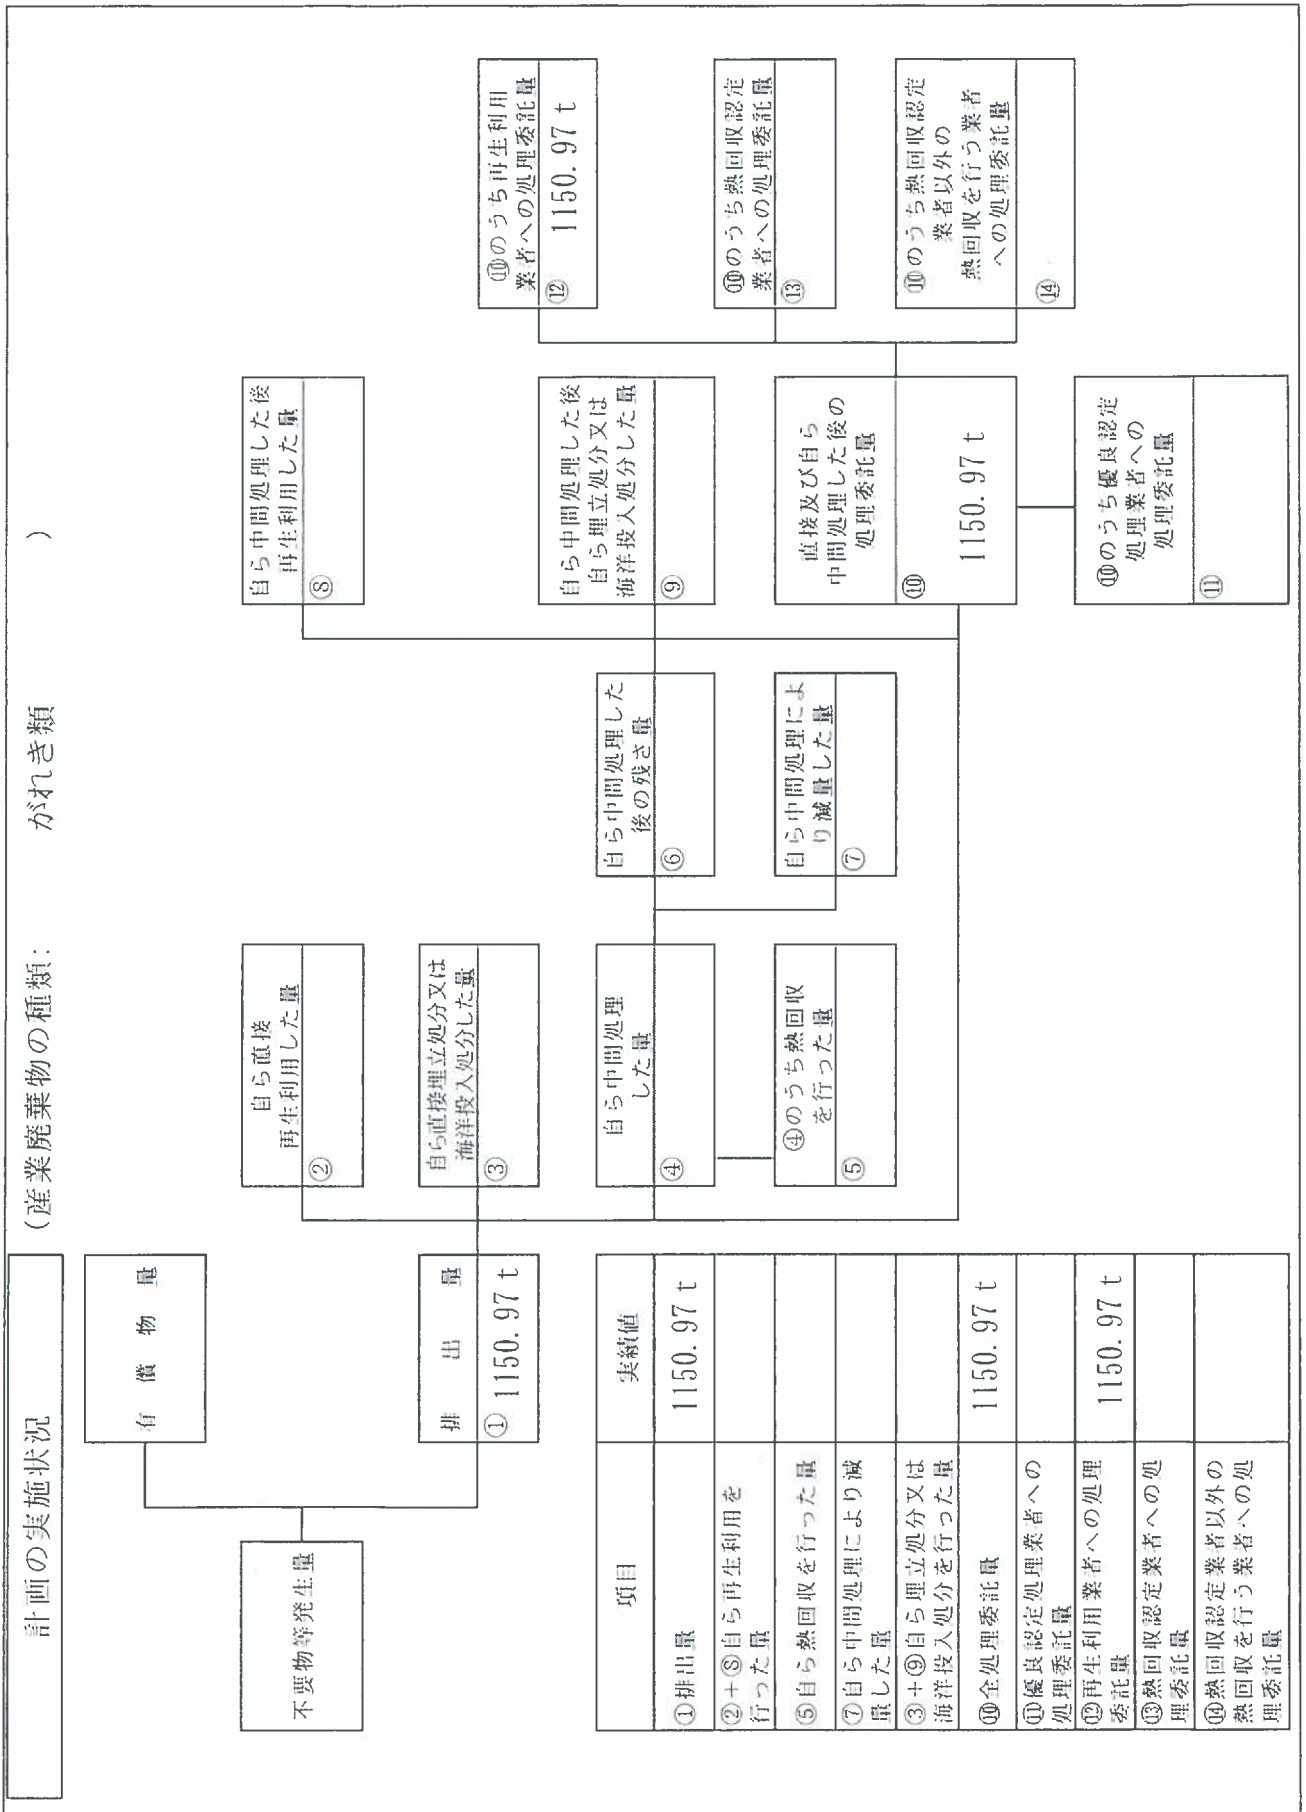 計画の実施状況
(産業廃棄物の種類: がれき類 )
不要物等発生量
有償物量
排出量
①1150.97t
自ら直接
再生利用した量
②
自ら直接埋立処分又は
海洋投入処分した量
③
自ら中間処理
した量
④
④のうち熱回収
を行った量
⑤
自ら中間処理した
後の残さ量
⑥
自ら中間処理によ
り減量した量
⑦
自ら中間処理した後
再生利用した量
⑧
自ら中間処理した後
自ら埋立処分又は
海洋投入処分した量
⑨
直接及び自ら
中間処理した後の
処理委託量
⑩
1150.97t
⑩のうち優良認定
処理業者への
処理委託量
⑪
⑩のうち再生利用
業者への処理委託量
⑫ 1150.97t
⑩のうち熱回収認定
業者への処理委託量
⑬
⑩のうち熱回収認定
業者以外の
熱回収を行う業者
への処理委託量
⑭
項目 実績値
①排出量 1150.97t
②+⑧自ら再生利用を
行った量
⑤自ら熱回収を行った量
⑦自ら中間処理により減
量した量
③+⑨自ら埋立処分又は
海洋投入処分を行った量
⑩全処理委託量 1150.97t
⑪優良認定処理業者への
処理委託量
⑫再生利用業者への処理
委託量 1150.97t
⑬熱回収認定業者への処
理委託量
⑭熱回収認定業者以外の
熱回収を行う業者への処
理委託量